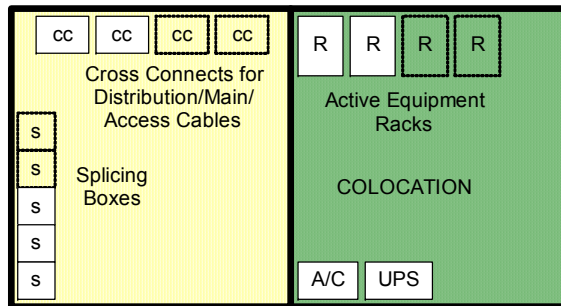 cc cc cc cc
Cross Connects for
Distribution/Main/
Access Cables
s
s
s
s
s
Splicing
Boxes
R R R R
Active Equipment
Racks
COLOCATION
A/C UPS